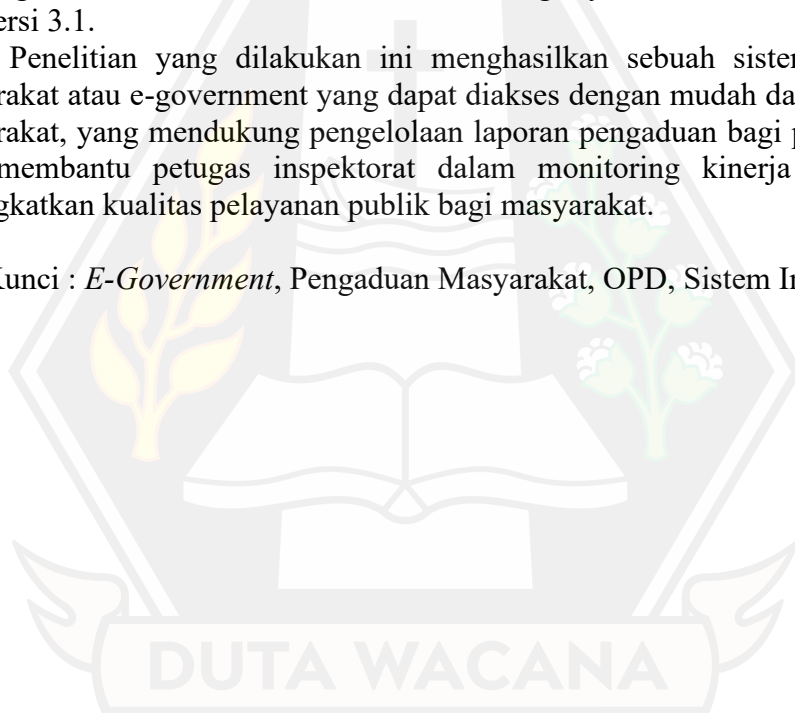 ersi 3.1.
Penelitian yang dilakukan ini menghasilkan sebuah sistem
rakat atau e-government yang dapat diakses dengan mudah da
rakat, yang mendukung pengelolaan laporan pengaduan bagi p
membantu petugas inspektorat dalam monitoring kinerja
gkatkan kualitas pelayanan publik bagi masyarakat.
Kunci : E-Government, Pengaduan Masyarakat, OPD, Sistem In
DUTA WACANA